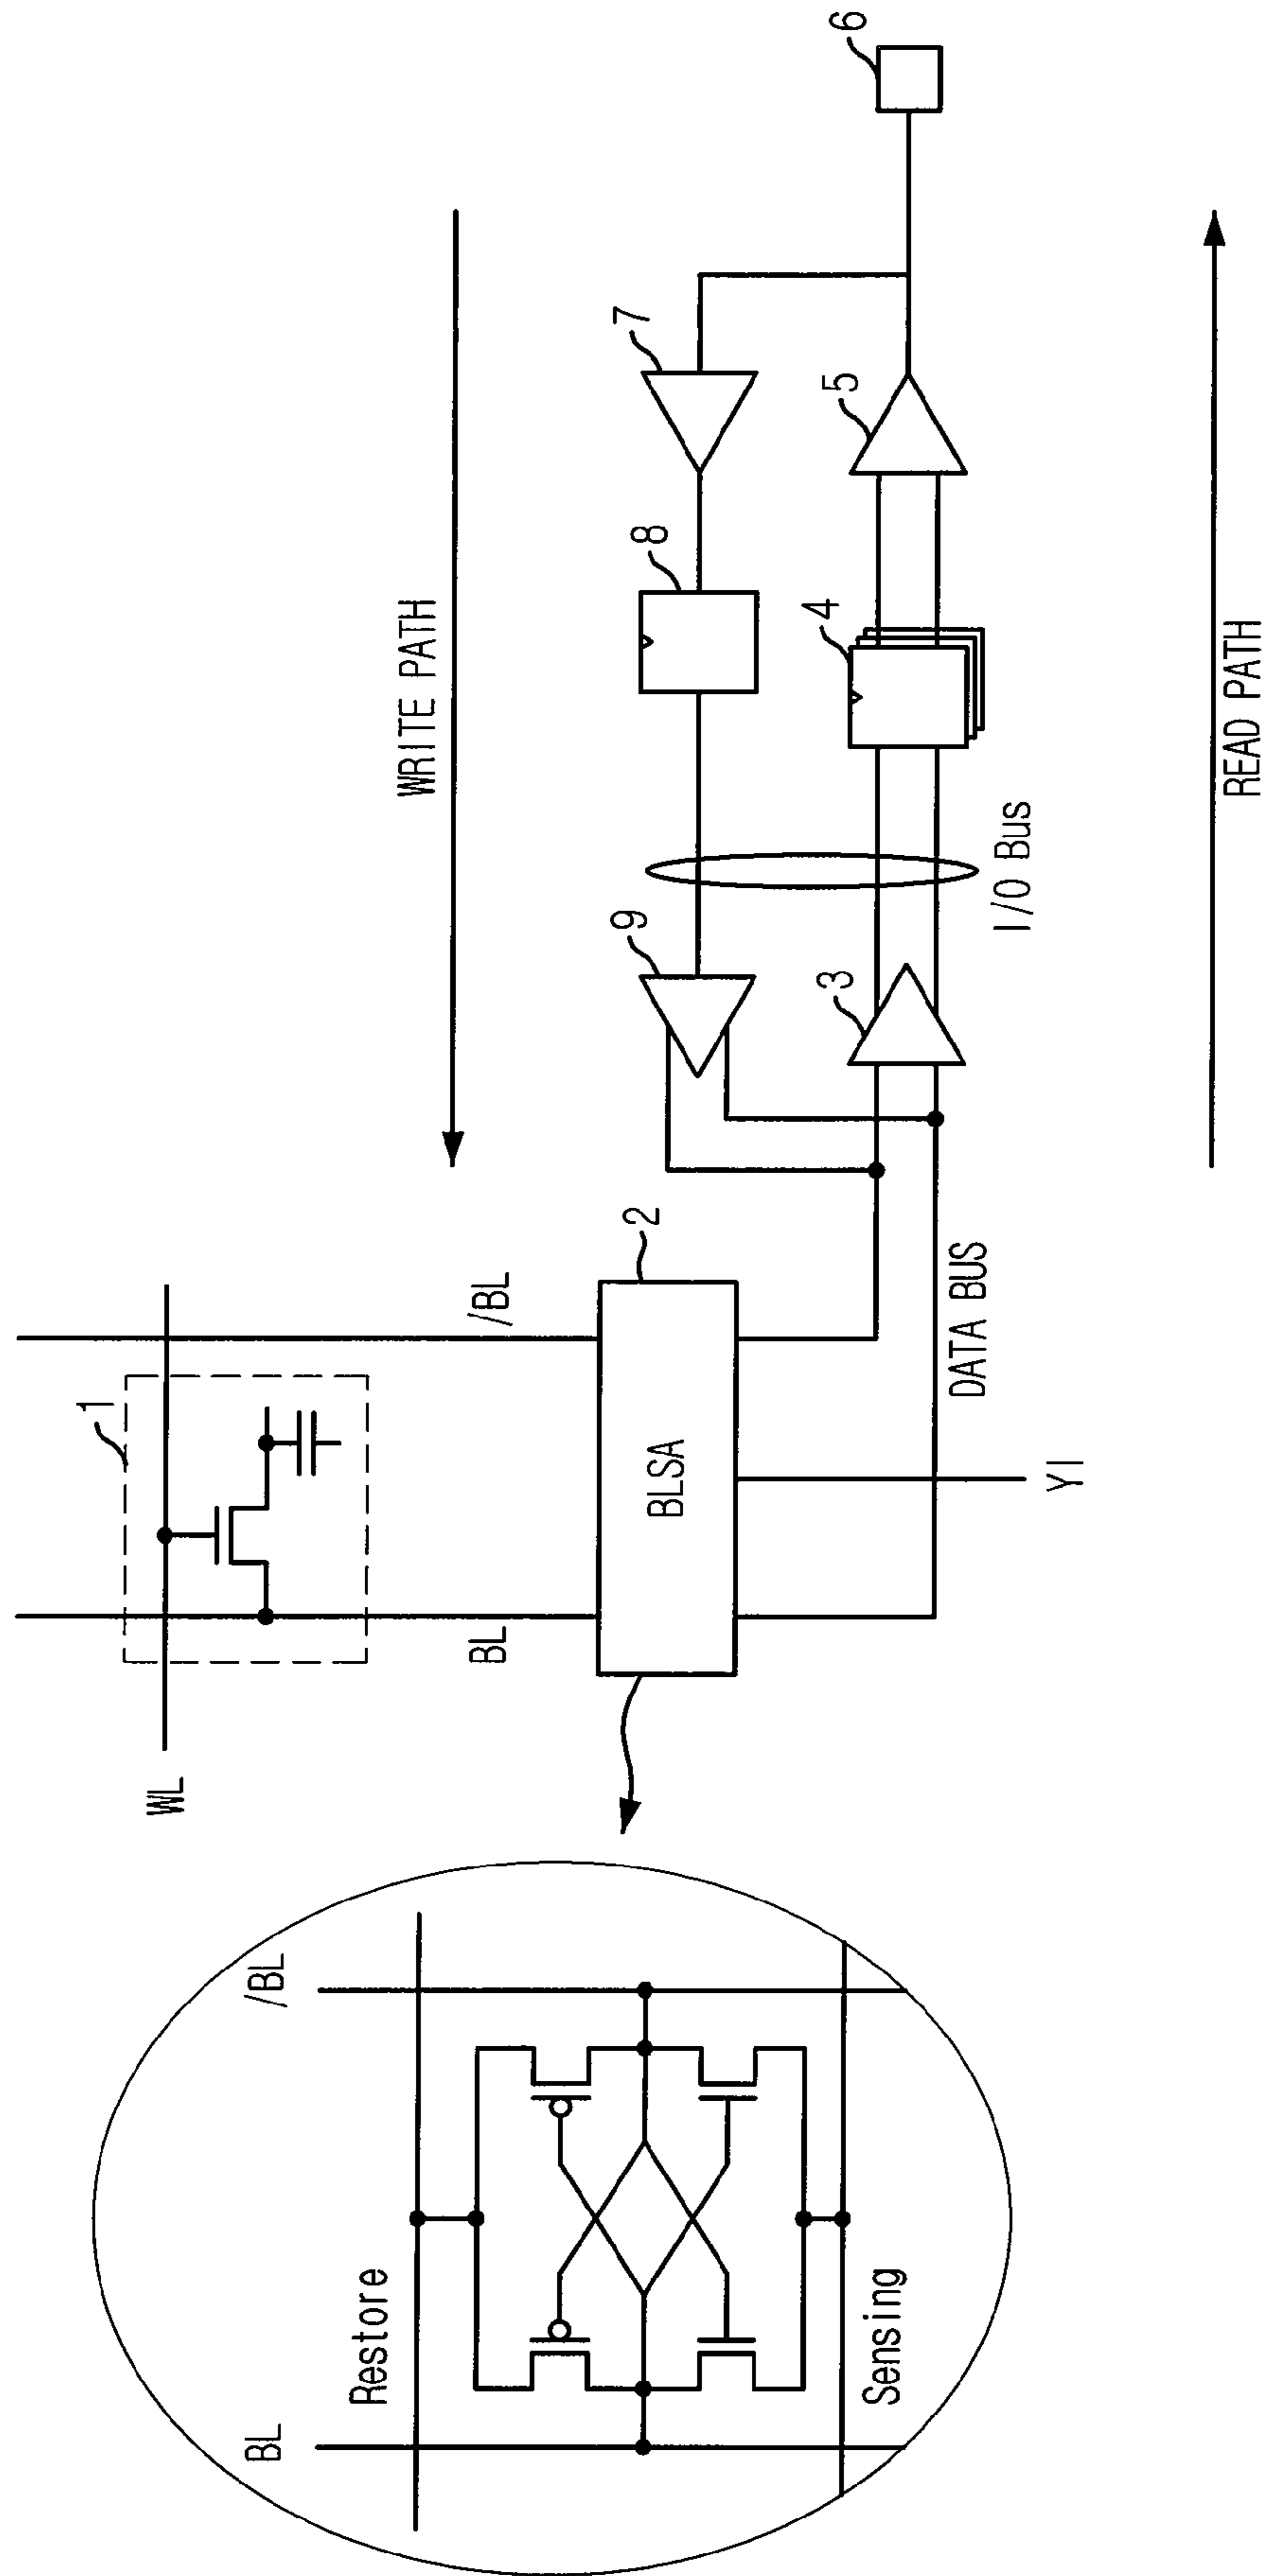 WL
1
BL
/BL
BLSA
2
YI
DATA BUS
WRITE PATH
9
8
7
3
4
5
6
I/O Bus
READ PATH
BL
/BL
Restore
Sensing